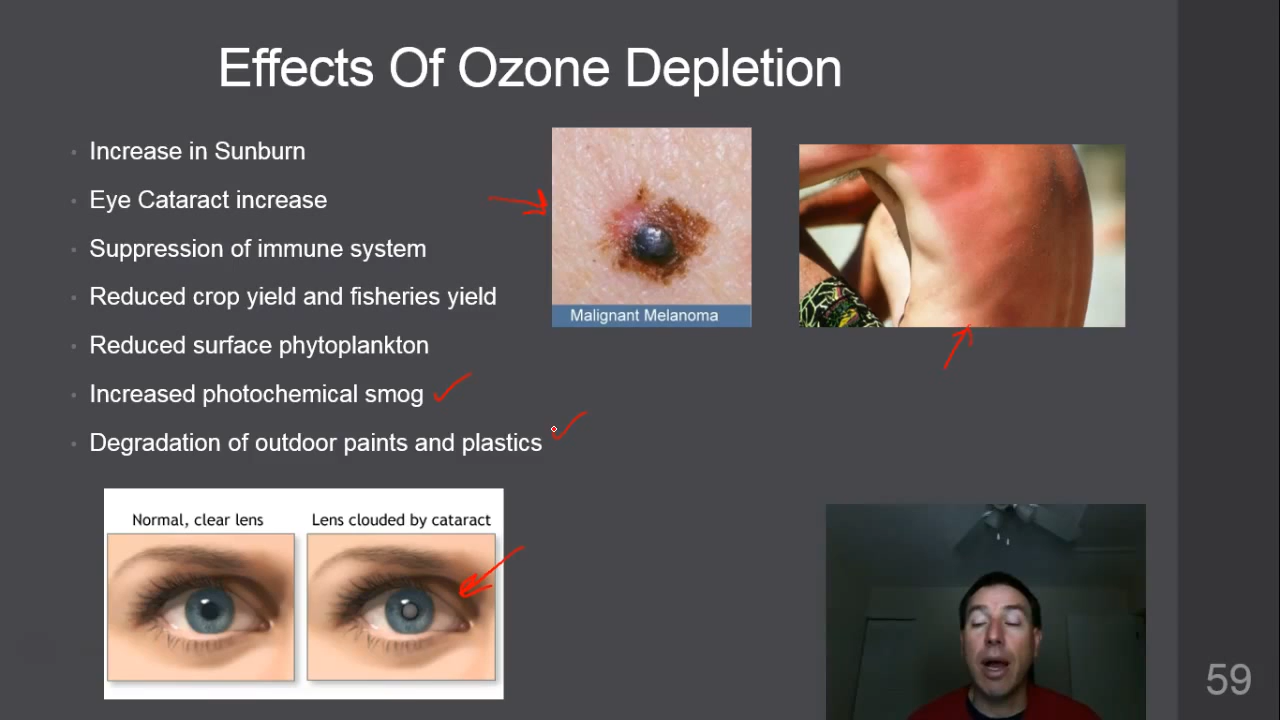 Effects Of Ozone Depletion
Increase in Sunburn
Eye Cataract increase
Suppression of immune system
Reduced crop yield and fisheries yield
Reduced surface phytoplankton
Increased photochemical smog
Degradation of outdoor paints and plastics
Malignant Melanoma
Normal, clear lens
Lens clouded by cataract
59